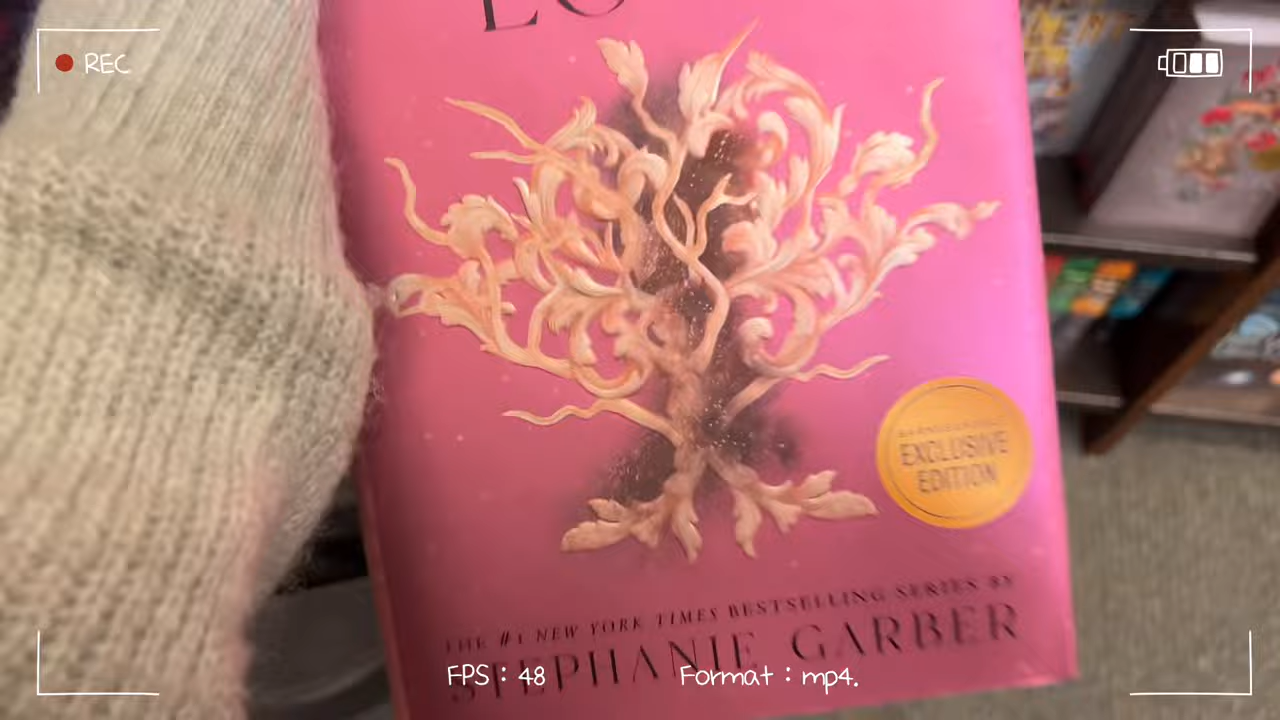 REC
EXCLUSIVE
EDITION
THE #1 NEW YORK TIMES BESTSELLING SERIES BY
STEPHANIE GARBER
FPS : 48 Format : mp4.